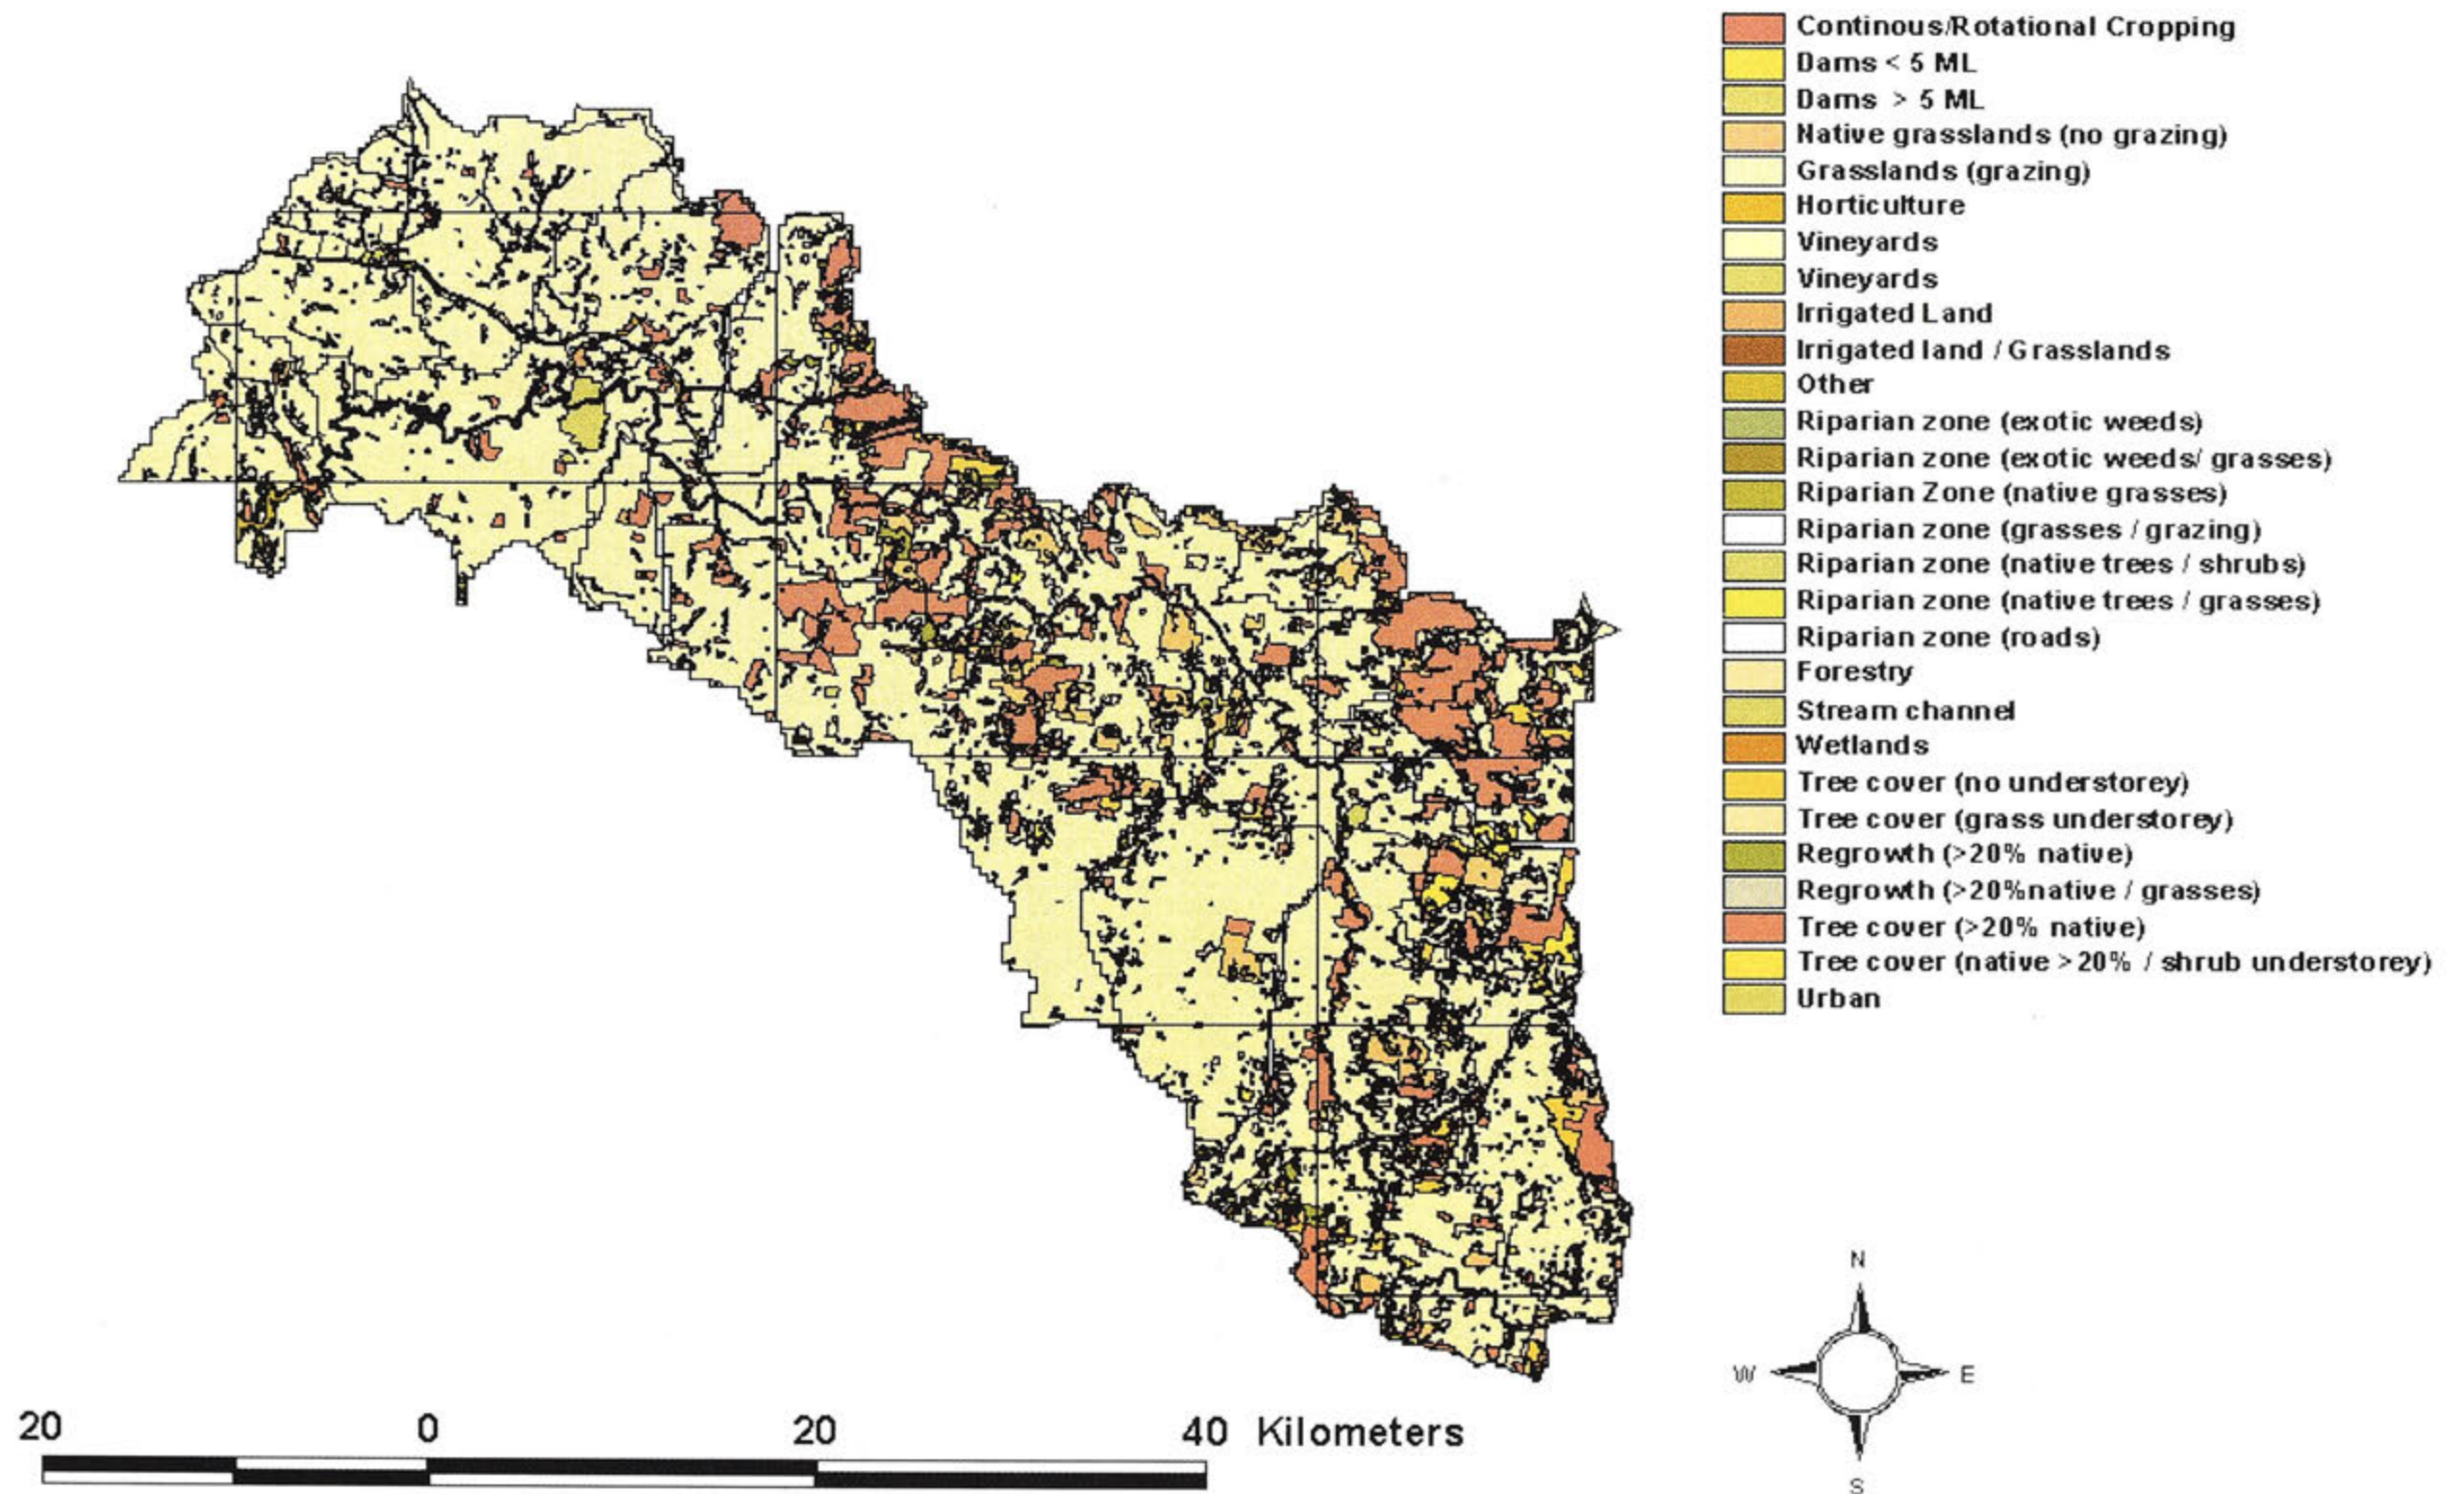 Continous/Rotational Cropping
Dams < 5 ML
Dams > 5 ML
Native grasslands (no grazing)
Grasslands (grazing)
Horticulture
Vineyards
Vineyards
Irrigated Land
Irrigated land / Grasslands
Other
Riparian zone (exotic weeds)
Riparian zone (exotic weeds/ grasses)
Riparian Zone (native grasses)
Riparian zone (grasses / grazing)
Riparian zone (native trees / shrubs)
Riparian zone (native trees / grasses)
Riparian zone (roads)
Forestry
Stream channel
Wetlands
Tree cover (no understorey)
Tree cover (grass understorey)
Regrowth (>20% native)
Regrowth (>20%native / grasses)
Tree cover (>20% native)
Tree cover (native >20% / shrub understorey)
Urban
N
W E
S
20 0 20 40 Kilometers